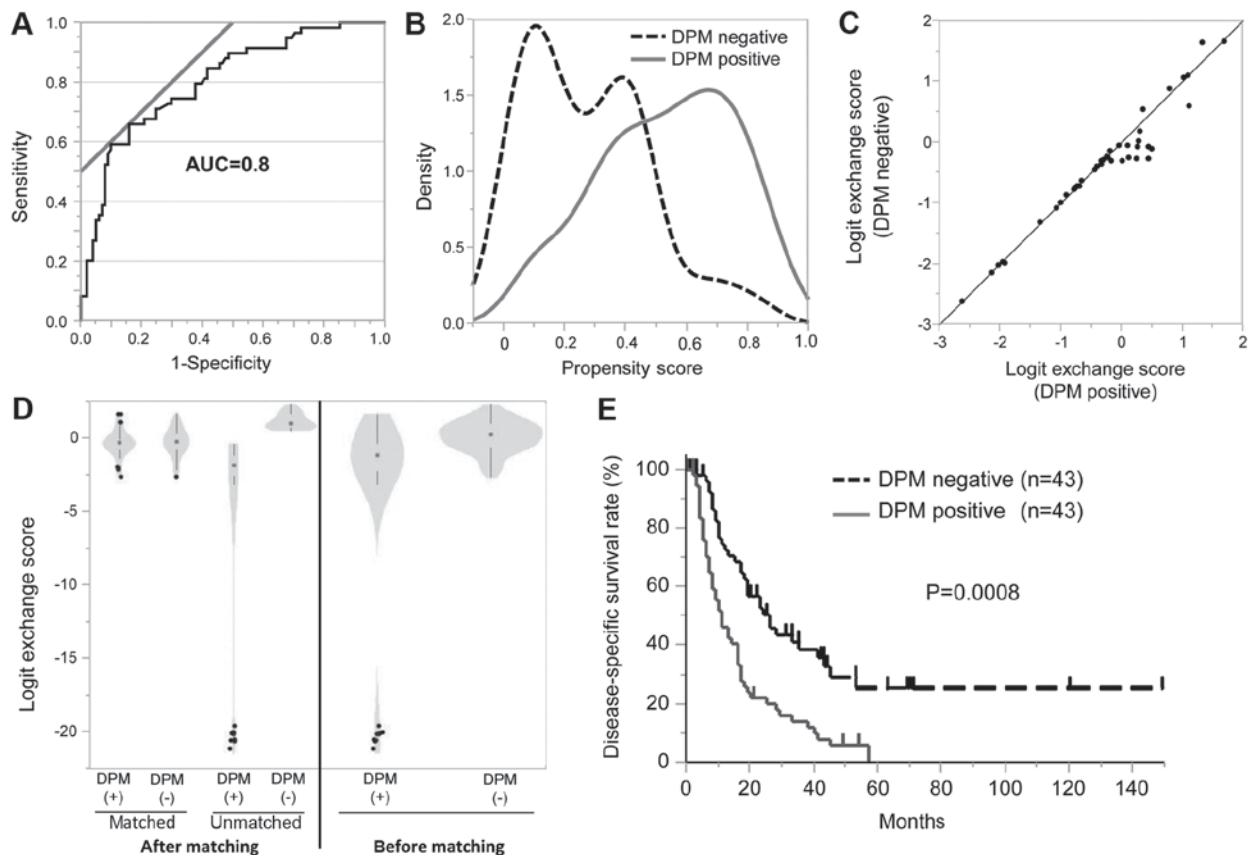 A
1.0
0.8
0.6
0.4
0.2
0.0
Sensitivity
AUC=0.8
0 0.2 0.4 0.6 0.8 1.0
1-Specificity
B
2.0
1.5
1.0
0.5
0.0
Density
DPM negative
DPM positive
0 0.2 0.4 0.6 0.8 1.0
Propensity score
C
2
1
0
-1
-2
-3
Logit exchange score
(DPM negative)
-3 -2 -1 0 1 2
Logit exchange score
(DPM positive)
D
0
-5
-10
-15
-20
Logit exchange score
DPM DPM DPM DPM DPM DPM
(+) (-) (+) (-) (+) (-)
Matched Unmatched
After matching Before matching
E
100
80
60
40
20
0
Disease-specific survival rate (%)
DPM negative (n=43)
DPM positive (n=43)
P=0.0008
0 20 40 60 80 100 120 140
Months